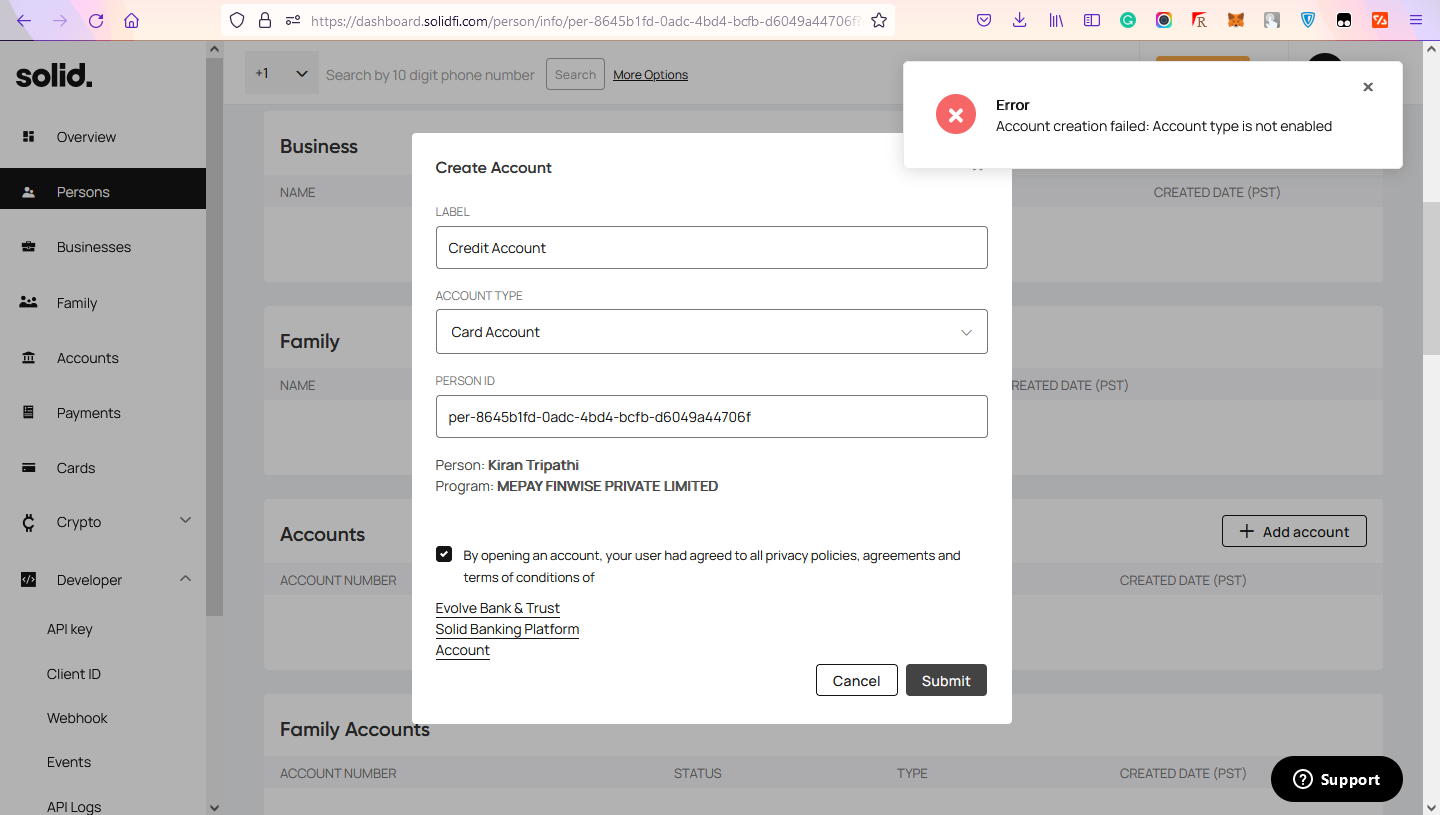 https://dashboard.solidfi.com/person/info/per-8645b1fd-0adc-4bd4-bcfb-d6049a44706f?
solid.
+1
Search by 10 digit phone number
Search
More Options
Error
Account creation failed: Account type is not enabled
Overview
Persons
Businesses
Family
Accounts
Payments
Cards
Crypto
Developer
API key
Client ID
Webhook
Events
API Logs
Business
NAME
CREATED DATE (PST)
Family
NAME
REATED DATE (PST)
Accounts
Add account
ACCOUNT NUMBER
CREATED DATE (PST)
Family Accounts
ACCOUNT NUMBER
STATUS
TYPE
CREATED DATE (PST)
Create Account
LABEL
Credit Account
ACCOUNT TYPE
Card Account
PERSON ID
per-8645b1fd-0adc-4bd4-bcfb-d6049a44706f
Person: Kiran Tripathi
Program: MEPAY FINWISE PRIVATE LIMITED
By opening an account, your user had agreed to all privacy policies, agreements and
terms of conditions of
Evolve Bank & Trust
Solid Banking Platform
Account
Cancel
Submit
Support